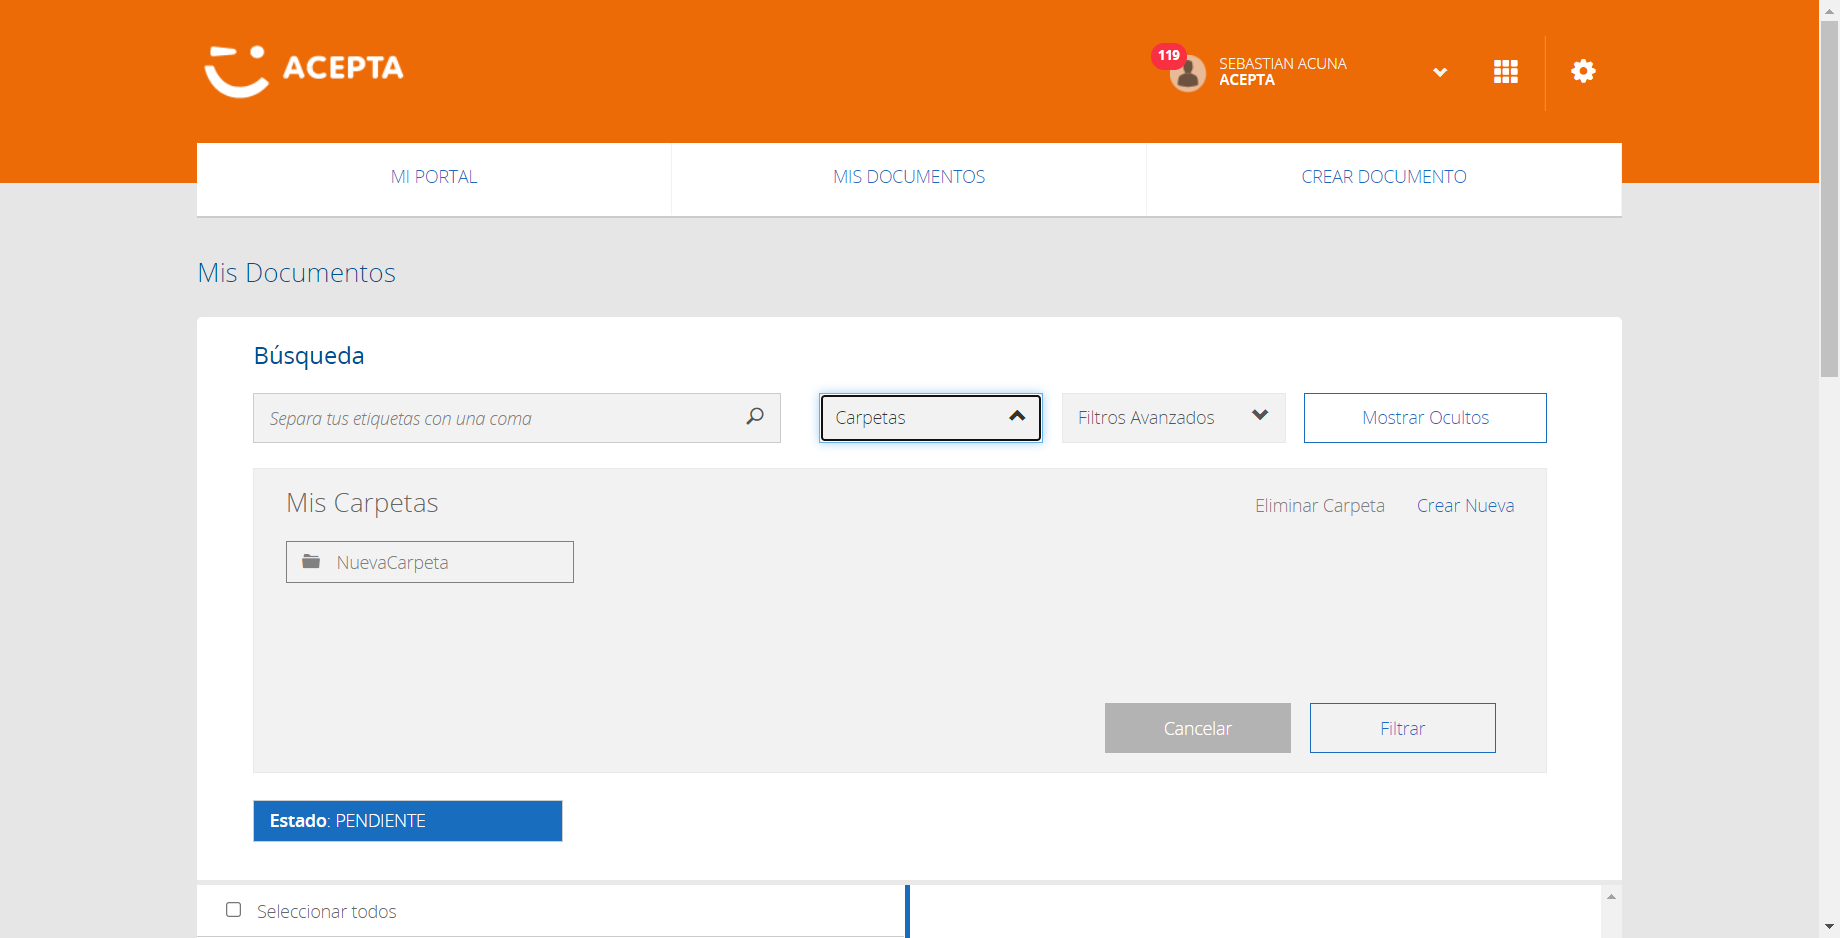 ACEPTA
119
SEBASTIAN ACUNA
ACEPTA
MI PORTAL
MIS DOCUMENTOS
CREAR DOCUMENTO
Mis Documentos
Búsqueda
Separa tus etiquetas con una coma
Carpetas
Filtros Avanzados
Mostrar Ocultos
Mis Carpetas
Eliminar Carpeta
Crear Nueva
NuevaCarpeta
Cancelar
Filtrar
Estado: PENDIENTE
Seleccionar todos